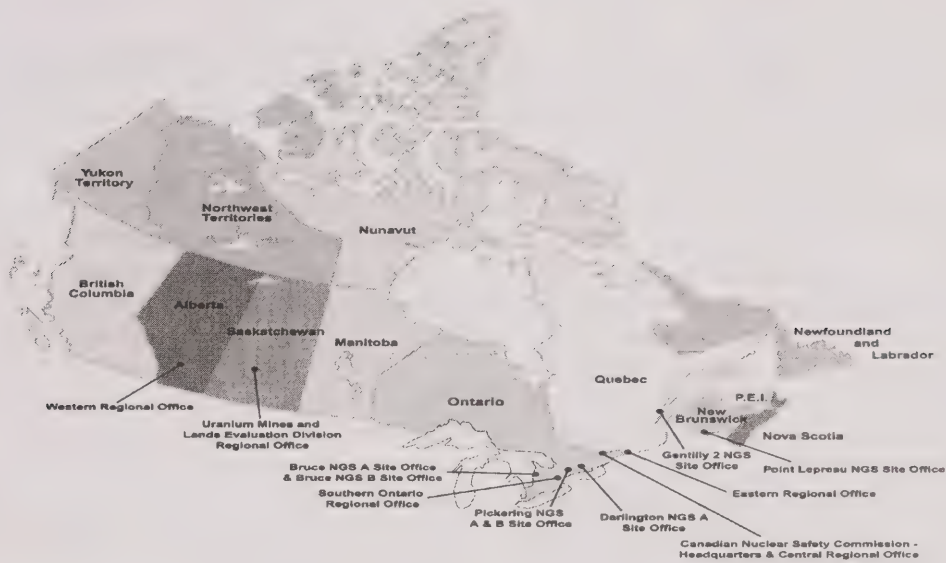 Yukon
Territory
Northwest
Territories
Nunavut
British
Columbia
Alberta
Saskatchewan
Manitoba
Newfoundland
and
Labrador
Quebec
Ontario
P.E.I.
New
Brunswick
Nova Scotia
Western Regional Office
Uranium Mines and
Lands Evaluation Division
Regional Office
Gentilly 2 NGS
Site Office
Point Lepreau NGS Site Office
Bruce NGS A Site Office
& Bruce NGS B Site Office
Southern Ontario
Regional Office
Eastern Regional Office
Pickering NGS
A & B Site Office
Darlington NGS A
Site Office
Canadian Nuclear Safety Commission -
Headquarters & Central Regional Office